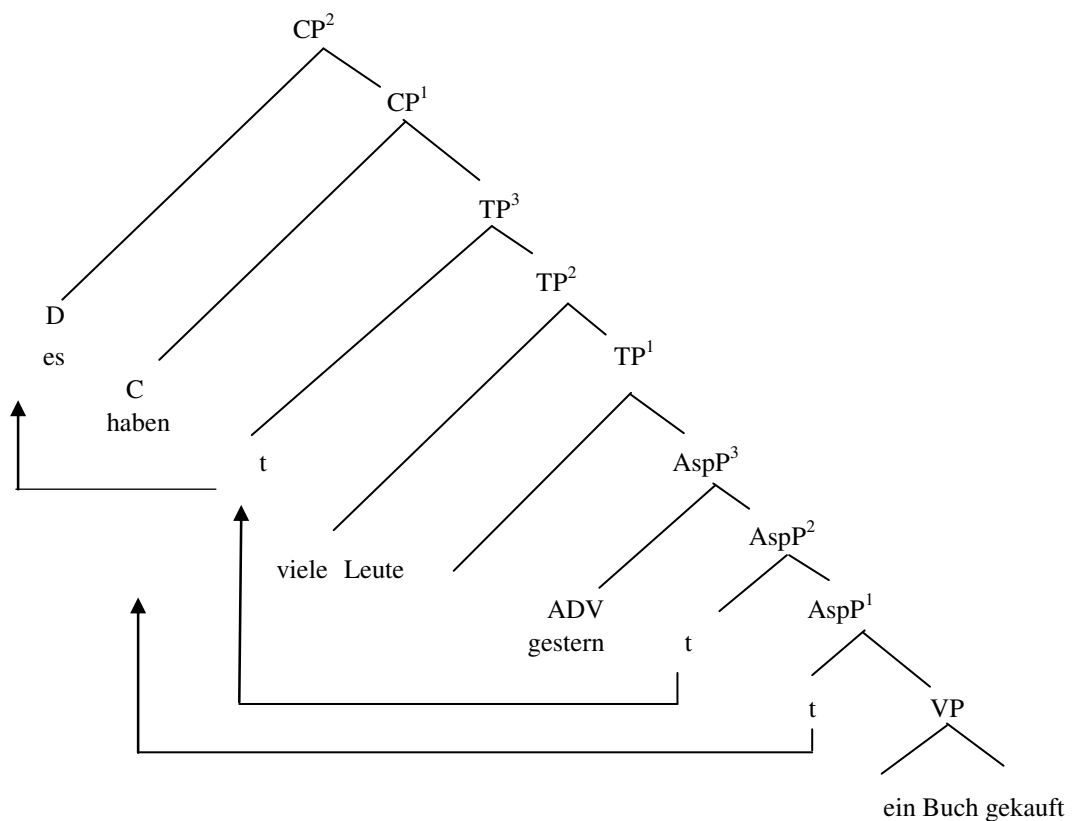 CP²
CP¹
TP³
TP²
D
es
TP¹
C
haben
t
AspP³
AspP²
viele Leute
ADV
gestern
AspP¹
t
t
VP
ein Buch gekauft